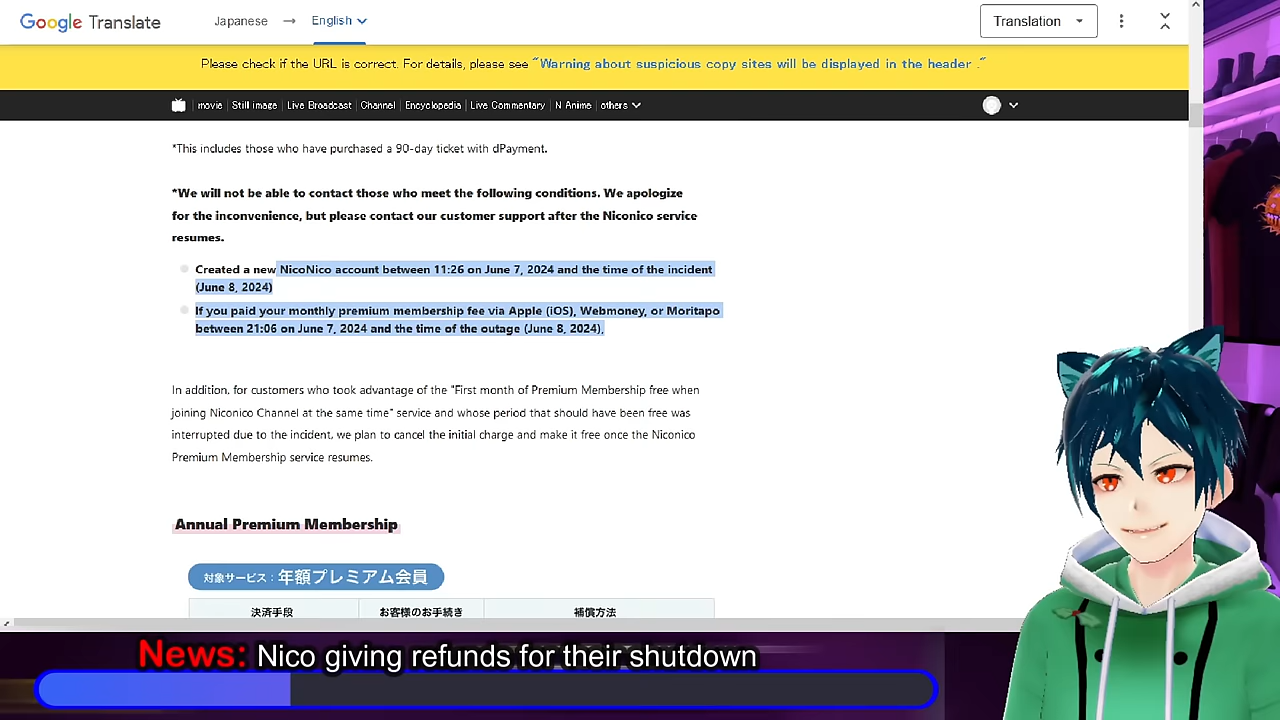 Google Translate
Japanese → English
Translation
Please check if the URL is correct. For details, please see "Warning about suspicious copy sites will be displayed in the header ."
movie | Still image | Live Broadcast | Channel | Encyclopedia | Live Commentary | N Anime | others
*This includes those who have purchased a 90-day ticket with dPayment.
*We will not be able to contact those who meet the following conditions. We apologize
for the inconvenience, but please contact our customer support after the Niconico service
resumes.
Created a new NicoNico account between 11:26 on June 7, 2024 and the time of the incident
(June 8, 2024)
If you paid your monthly premium membership fee via Apple (iOS), Webmoney, or Moritapo
between 21:06 on June 7, 2024 and the time of the outage (June 8, 2024),
In addition, for customers who took advantage of the "First month of Premium Membership free when
joining Niconico Channel at the same time" service and whose period that should have been free was
interrupted due to the incident, we plan to cancel the initial charge and make it free once the Niconico
Premium Membership service resumes.
Annual Premium Membership
対象サービス：年額プレミアム会員
決済手段 お客様のお手続き 補償方法
News: Nico giving refunds for their shutdown